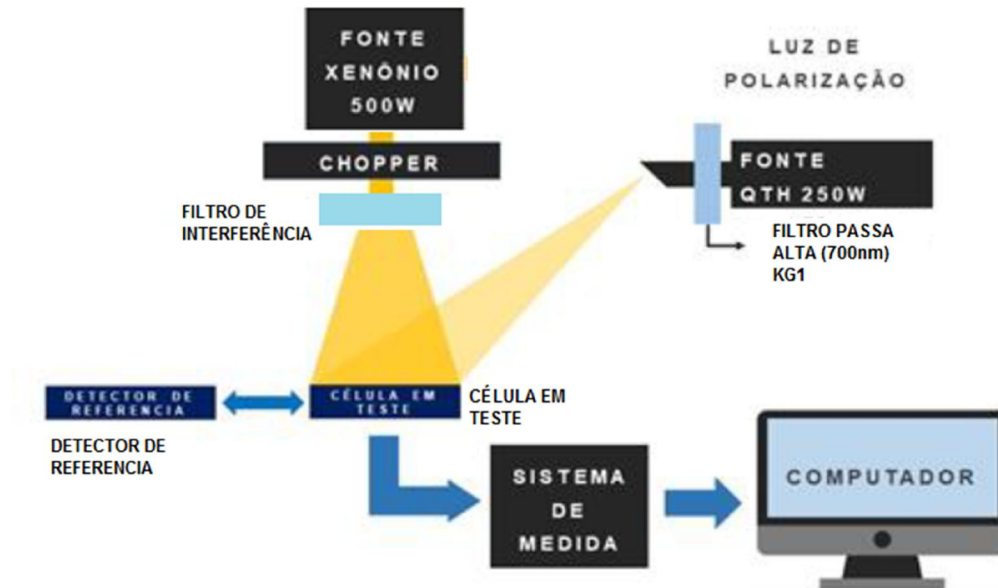 FONTE
XENÔNIO
500W
CHOPPER
FILTRO DE
INTERFERÊNCIA
LUZ DE
POLARIZAÇÃO
FONTE
QTH 250W
FILTRO PASSA
ALTA (700nm)
KG1
DETECTOR DE
REFERENCIA
DETECTOR DE
REFERENCIA
CÉLULA EM
TESTE
CÉLULA EM
TESTE
SISTEMA
DE
MEDIDA
COMPUTADOR